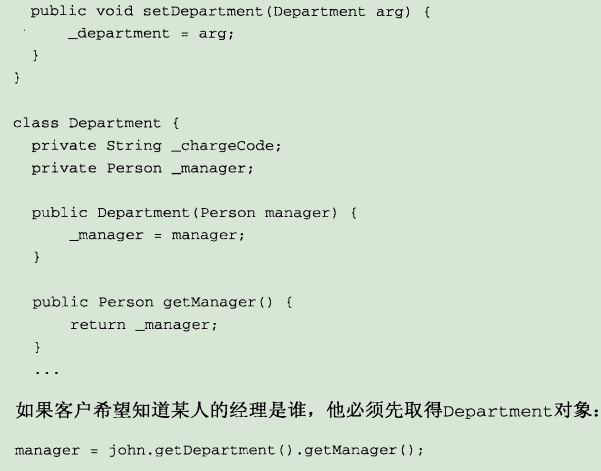 public void setDepartment(Department arg) {
_department = arg;
}
}
class Department {
private String _chargeCode;
private Person _manager;
public Department(Person manager) {
_manager = manager;
}
public Person getManager() {
return _manager;
}
...
如果客户希望知道某人的经理是谁，他必须先取得Department对象：
manager = john.getDepartment().getManager();